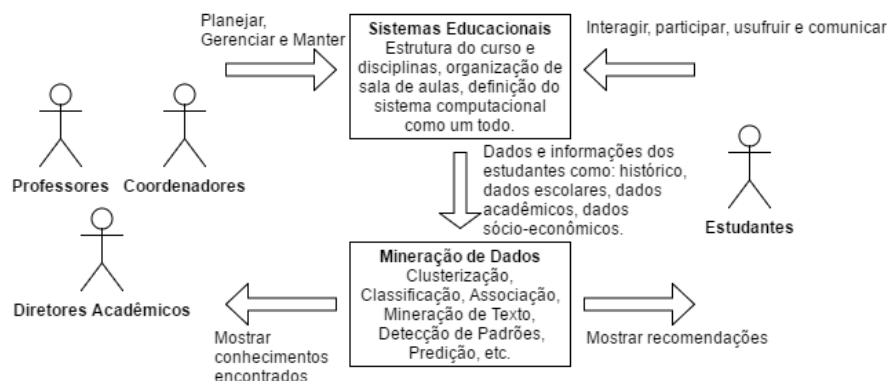 Planejar,
Gerenciar e Manter
Sistemas Educacionais
Estrutura do curso e
disciplinas, organização de
sala de aulas, definição do
sistema computacional
como um todo.
Interagir, participar, usufruir e comunicar
Professores
Coordenadores
Dados e informações dos
estudantes como: histórico,
dados escolares, dados
acadêmicos, dados
sócio-econômicos.
Estudantes
Diretores Acadêmicos
Mineração de Dados
Clusterização,
Classificação, Associação,
Mineração de Texto,
Detecção de Padrões,
Predição, etc.
Mostrar
conhecimentos
encontrados
Mostrar recomendações